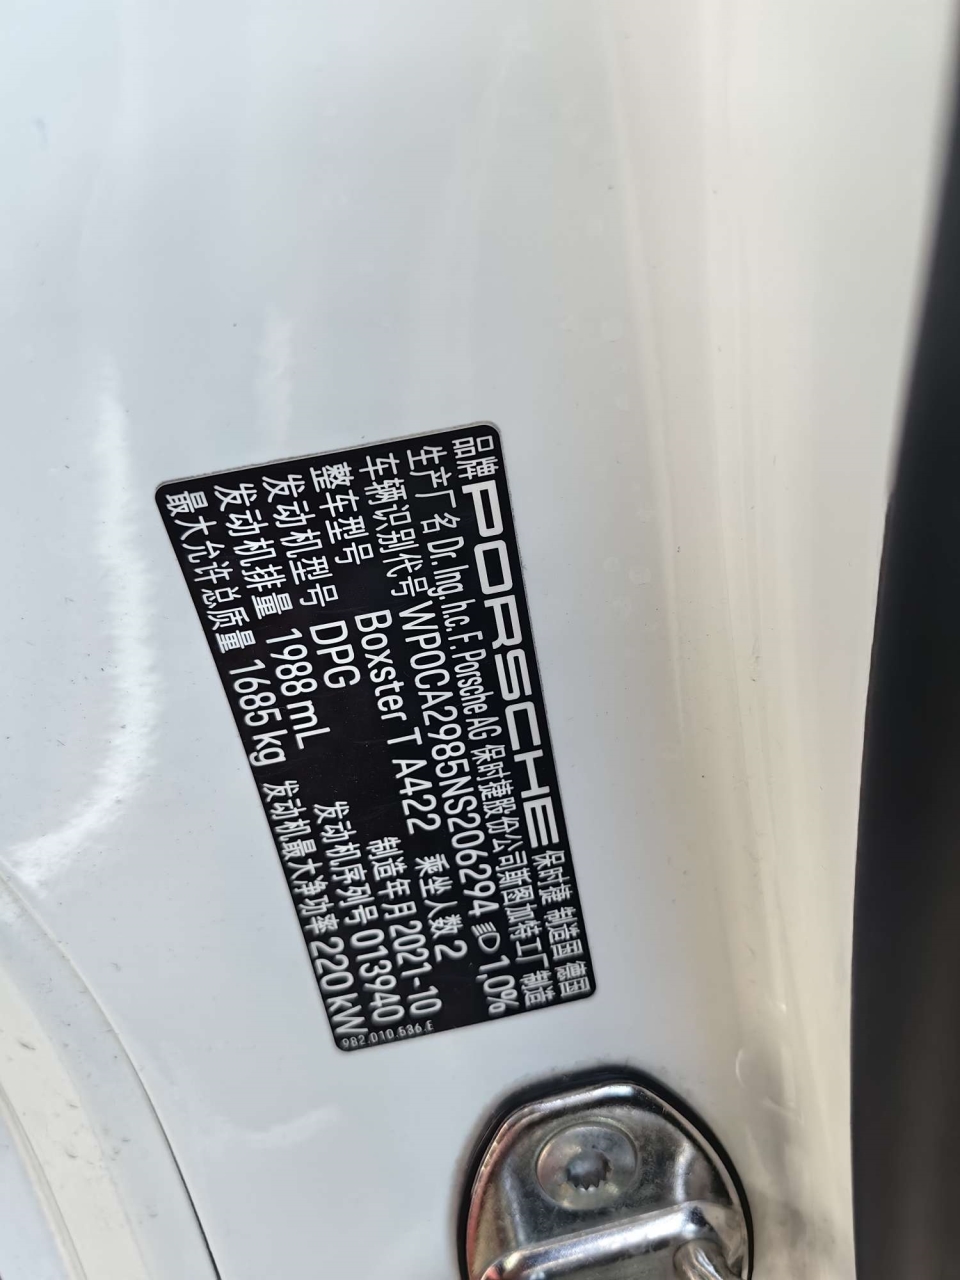 品牌 PORSCHE 保时捷 制造国 德国
生产厂名 Dr. Ing. h.c. F. Porsche AG 保时捷股份公司斯图加特工厂 制造
车辆识别代号 WP0CA2985NS206294 1,0%
整车型号 Boxster T A422 乘坐人数 2
发动机型号 DPG 制造年月 2021-10
发动机排量 1988 mL 发动机序列号 013940
最大允许总质量 1685 kg 发动机最大净功率 220 kW
982.010.636.E